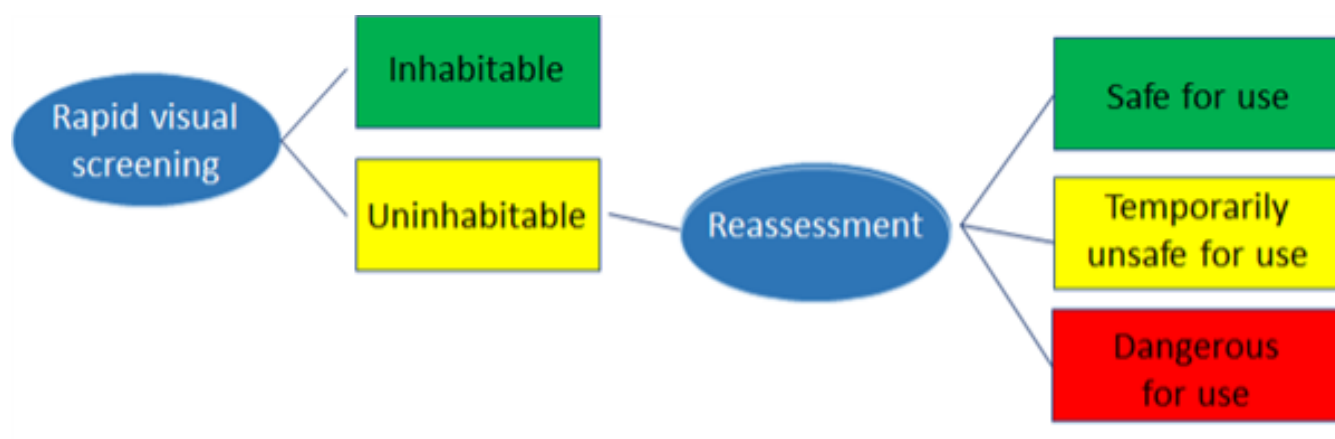 Rapid visual
screening
Inhabitable
Uninhabitable
Reassessment
Safe for use
Temporarily
unsafe for use
Dangerous
for use